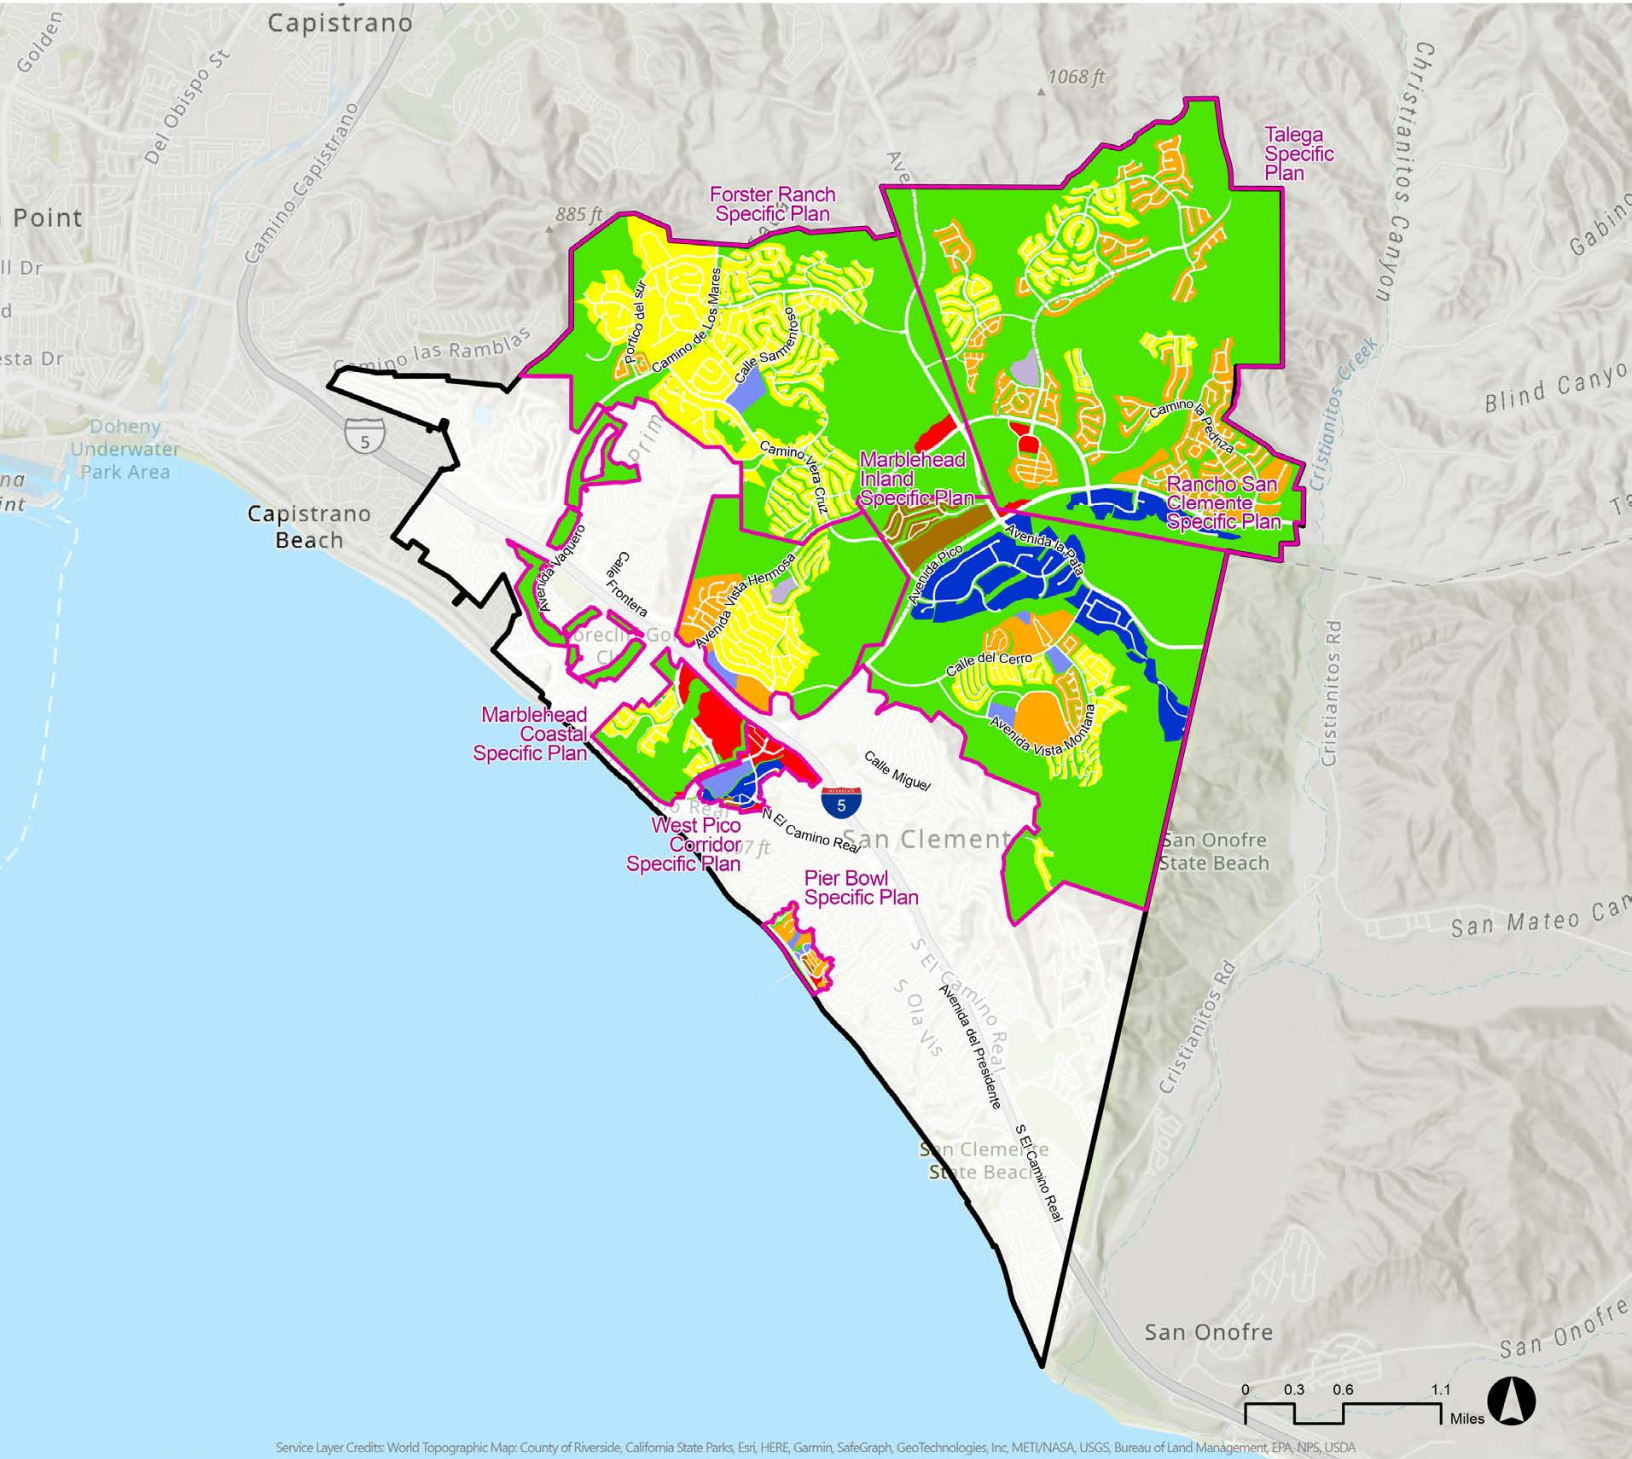 Capistrano
Golden
Del Obispo St
Camino Capistrano
1068 ft
Christianitos Canyon
Talega
Specific
Plan
Ave
Forster Ranch
Specific Plan
885 ft
Point
Gabino
ll Dr
d
esta Dr
Camino las Ramblas
Portico del sur
Camino de Los Mares
Calle Sarmentoso
Cristianitos Creek
Blind Canyo
5
Doheny
Underwater
Park Area
Prim
Camino la Pedriza
Camino Vera Cruz
Marblehead
Inland
Specific Plan
Rancho San
Clemente
Specific Plan
na
int
Capistrano
Beach
Avenida Vaquero
Calle
Frontera
Avenida Pico
Avenida la Pata
Avenida Vista Hermosa
Calle del Cerro
Avenida Vista Montana
Cristianitos Rd
Marblehead
Coastal
Specific Plan
Calle Miguel
INTERSTATE
5
West Pico
Corridor
Specific Plan
N El Camino Real
San Clement
San Onofre
State Beach
Pier Bowl
Specific Plan
San Mateo Can
S El Camino Real
S Ola Vis
Avenida del Presidente
Cristianitos Rd
San Clemente
State Beach
S El Camino Real
San Onofre
San Onofre
0 0.3 0.6 1.1
Miles
Service Layer Credits: World Topographic Map: County of Riverside, California State Parks, Esri, HERE, Garmin, SafeGraph, GeoTechnologies, Inc, METI/NASA, USGS, Bureau of Land Management, EPA, NPS, USDA